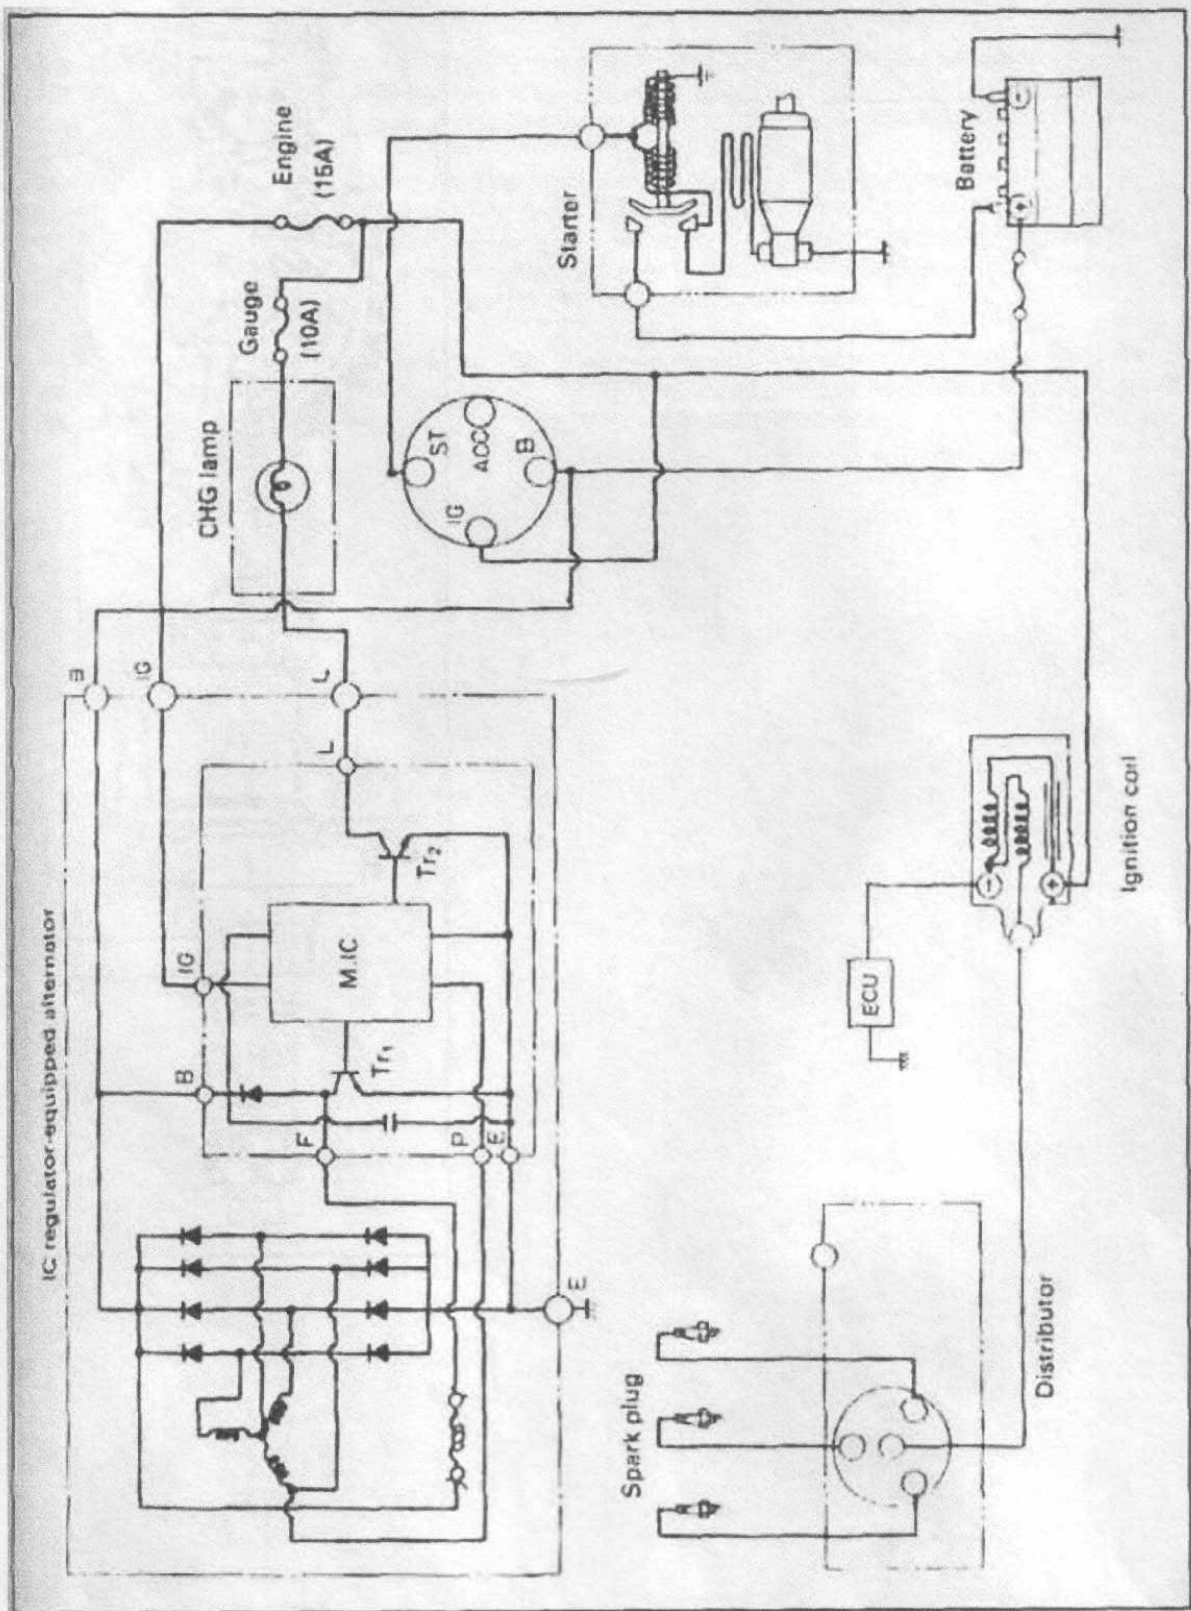 IC regulator-equipped alternator
B
IG
L
B
IG
L
F
P
E
E
M.IC
Tr₁
Tr₂
CHG lamp
Gauge
(10A)
Engine
(15A)
ST
ACC
IG
B
Starter
Battery
+
−
Spark plug
Distributor
ECU
−
+
Ignition coil